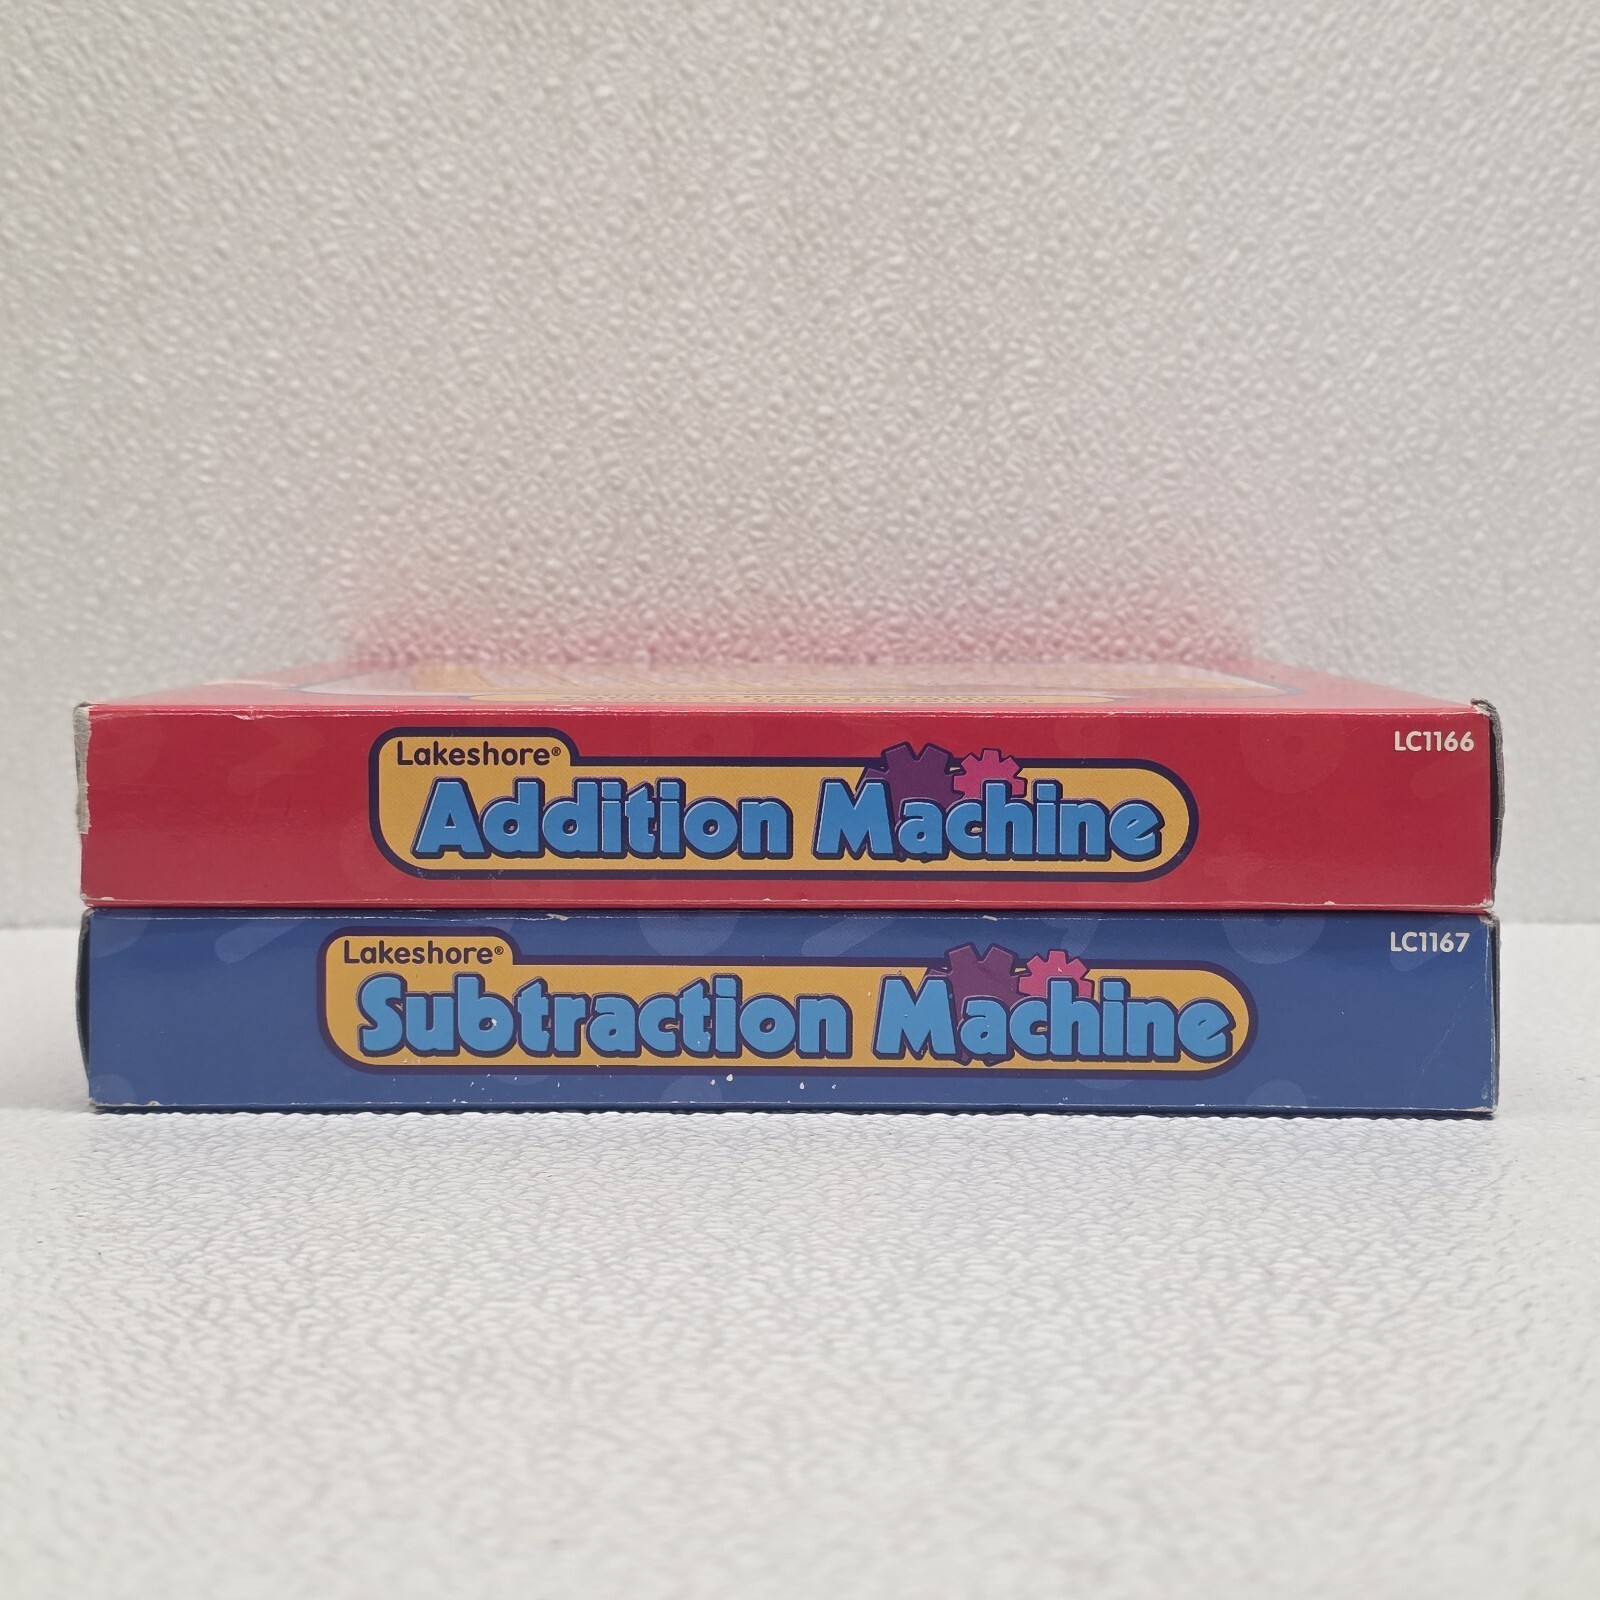 Lakeshore®
Addition Machine
LC1166
Lakeshore®
Subtraction Machine
LC1167